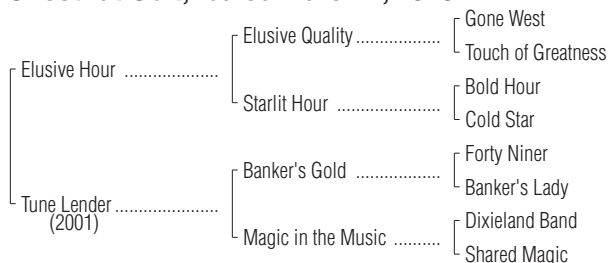 Gone West
Elusive Quality ..................
Touch of Greatness
Elusive Hour ....................
Bold Hour
Starlit Hour ......................
Cold Star
Forty Niner
Banker's Gold ..................
Banker's Lady
Tune Lender ......................
(2001)
Dixieland Band
Magic in the Music ..........
Shared Magic